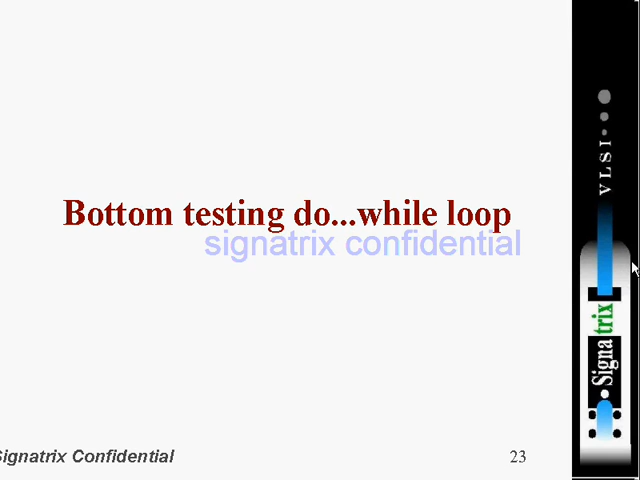 Bottom testing do...while loop
signatrix confidential
VLSI
Signatrix
Signatrix Confidential
23